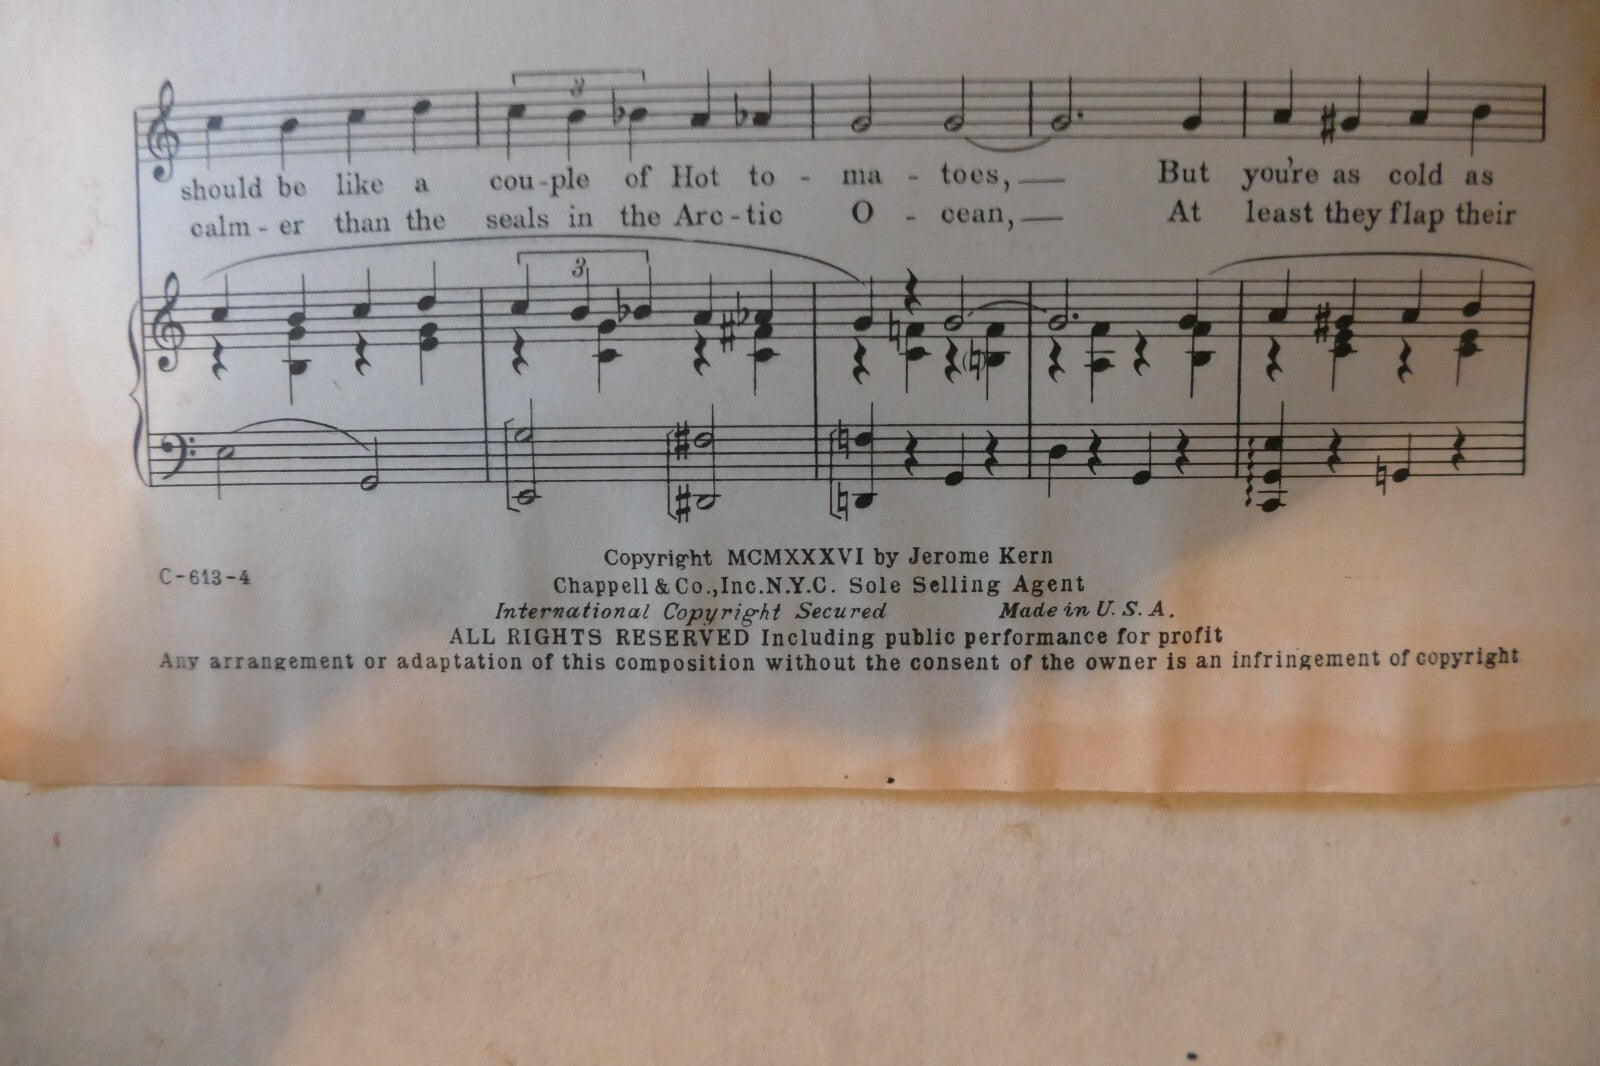 3
should be like a cou-ple of Hot to - ma - toes, But you're as cold as
calm - er than the seals in the Arc - tic O - cean, At least they flap their
3
C-613-4
Copyright MCMXXXVI by Jerome Kern
Chappell & Co., Inc. N.Y.C. Sole Selling Agent
International Copyright Secured Made in U. S. A.
ALL RIGHTS RESERVED Including public performance for profit
Any arrangement or adaptation of this composition without the consent of the owner is an infringement of copyright